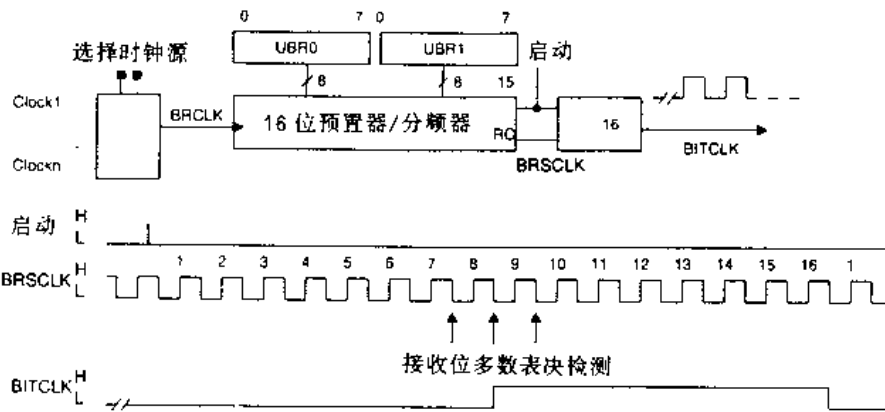 0 7 0 7
选择时钟源 UBR0 UBR1 启动
8 8 15
Clock1 BRCLK 16 位预置器/分频器 RC 16
Clockn BRSCLK BITCLK
启动 H
L
1 2 3 4 5 6 7 8 9 10 11 12 13 14 15 16 1
BRSCLK H
L
接收位多数表决检测
BITCLK H
L